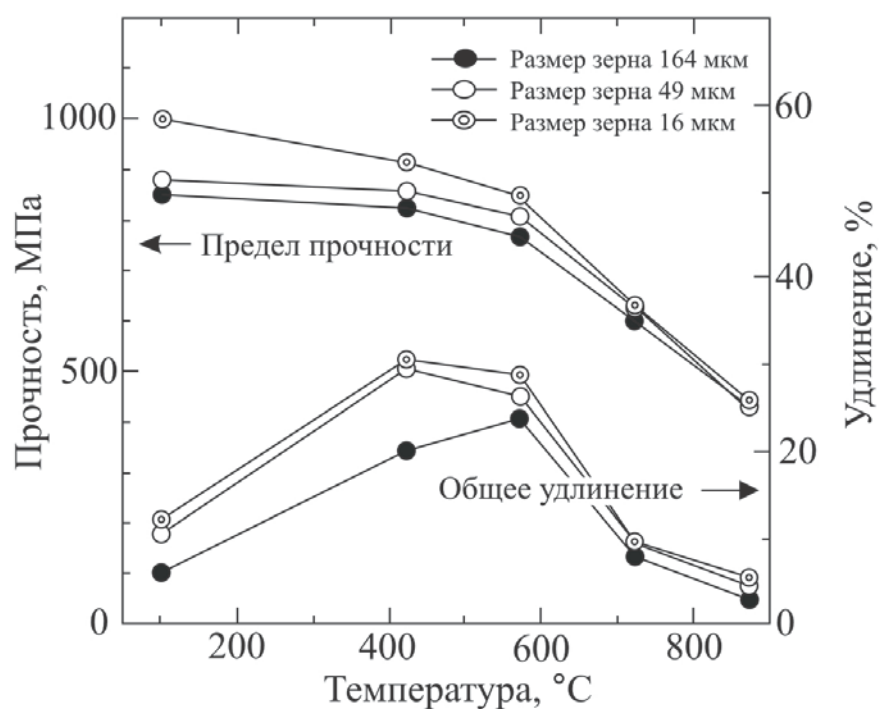 Размер зерна 164 мкм
Размер зерна 49 мкм
Размер зерна 16 мкм
1000
500
0
Прочность, МПа
Предел прочности
Общее удлинение
60
40
20
0
Удлинение, %
200
400
600
800
Температура, °С